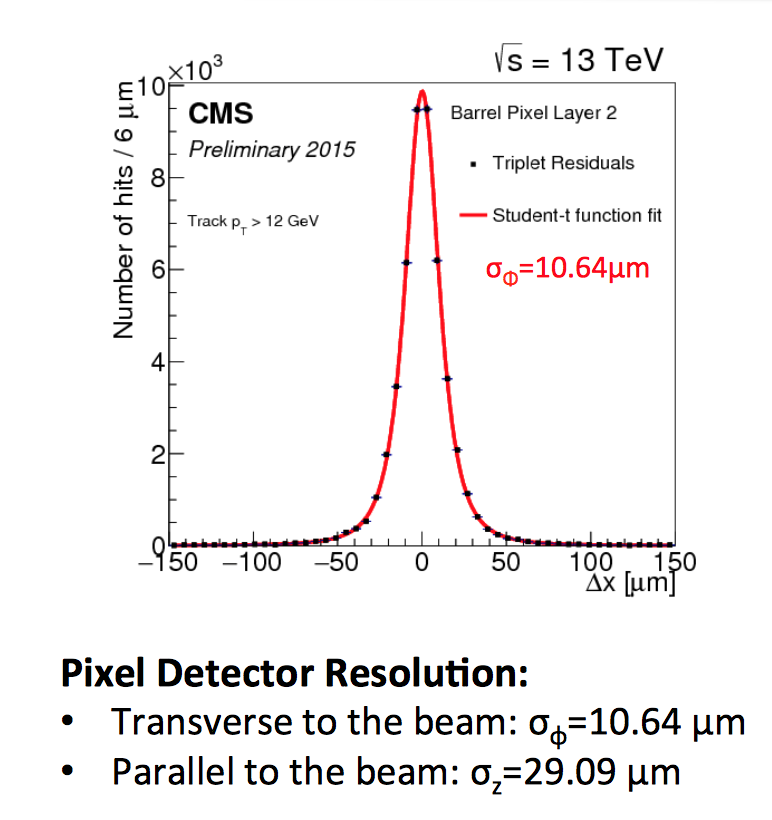 √s = 13 TeV
×10³
10
CMS
Barrel Pixel Layer 2
Preliminary 2015
Triplet Residuals
8
Track pT > 12 GeV
Student-t function fit
σΦ=10.64μm
6
4
2
0
Number of hits / 6 μm
−150 −100 −50 0 50 100 150
Δx [μm]
Pixel Detector Resolution:
• Transverse to the beam: σϕ=10.64 μm
• Parallel to the beam: σz=29.09 μm